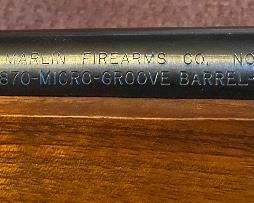 MARLIN FIREARMS CO. NO
870-MICRO-GROOVE BARREL-